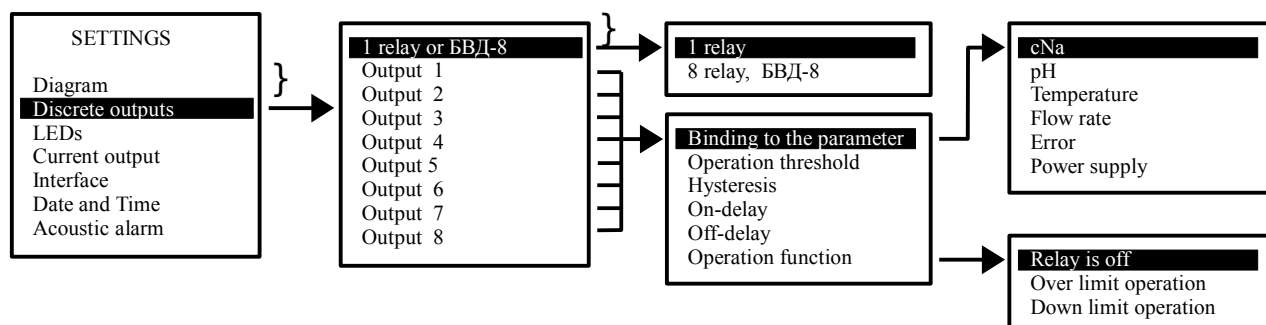 SETTINGS
Diagram
Discrete outputs
LEDs
Current output
Interface
Date and Time
Acoustic alarm
1 relay or БВД-8
Output 1
Output 2
Output 3
Output 4
Output 5
Output 6
Output 7
Output 8
1 relay
8 relay, БВД-8
Binding to the parameter
Operation threshold
Hysteresis
On-delay
Off-delay
Operation function
cNa
pH
Temperature
Flow rate
Error
Power supply
Relay is off
Over limit operation
Down limit operation